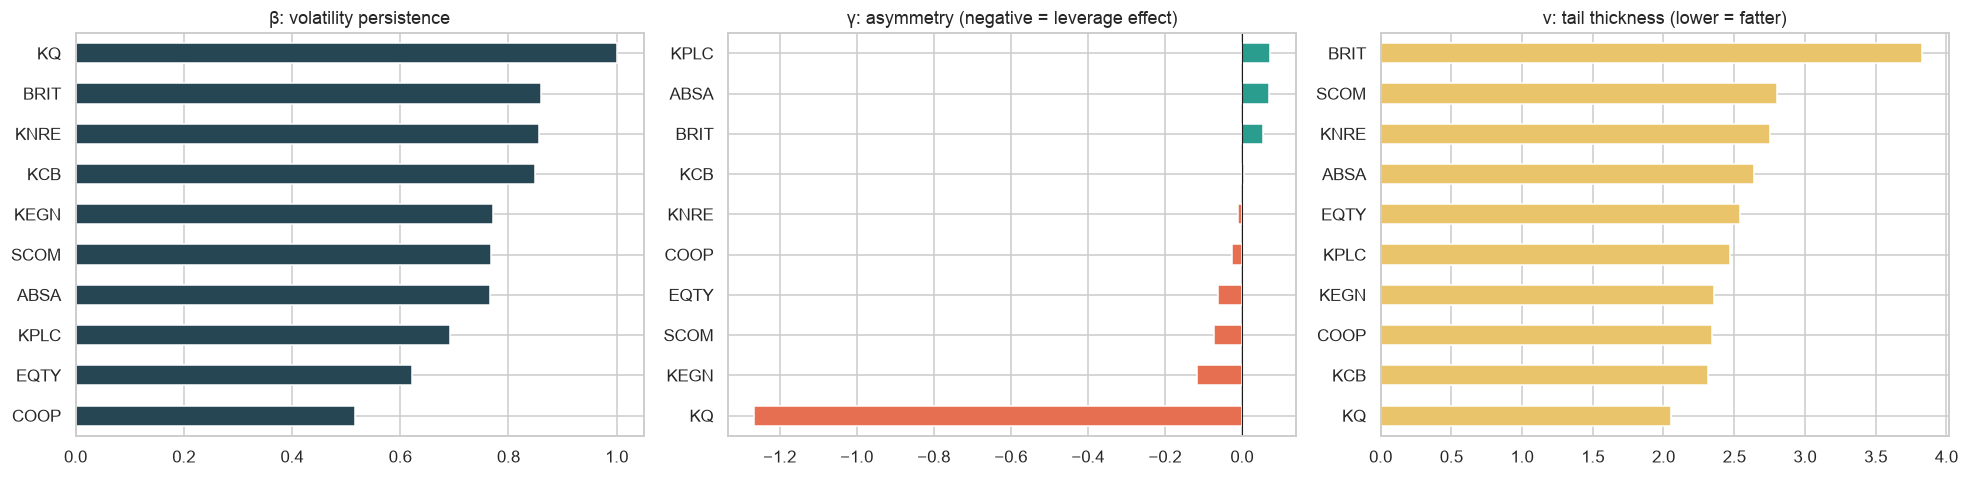 β: volatility persistence
KQ
BRIT
KNRE
KCB
KEGN
SCOM
ABSA
KPLC
EQTY
COOP
0.0 0.2 0.4 0.6 0.8 1.0
γ: asymmetry (negative = leverage effect)
KPLC
ABSA
BRIT
KCB
KNRE
COOP
EQTY
SCOM
KEGN
KQ
−1.2 −1.0 −0.8 −0.6 −0.4 −0.2 0.0
ν: tail thickness (lower = fatter)
BRIT
SCOM
KNRE
ABSA
EQTY
KPLC
KEGN
COOP
KCB
KQ
0.0 0.5 1.0 1.5 2.0 2.5 3.0 3.5 4.0